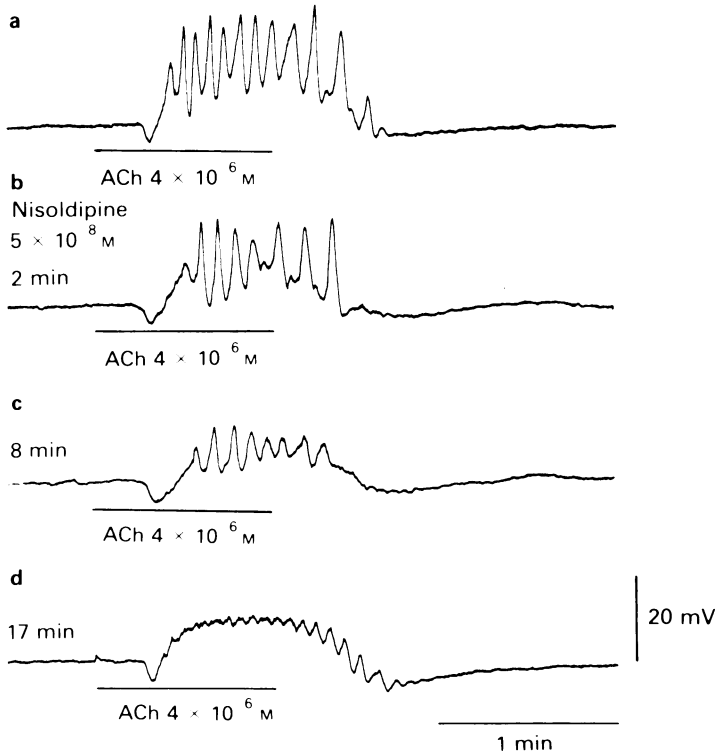 a
ACh 4 × 10 6 M
b
Nisoldipine
5 × 10 8 M
2 min
ACh 4 × 10 6 M
c
8 min
ACh 4 × 10 6 M
d
17 min
20 mV
ACh 4 × 10 6 M
1 min